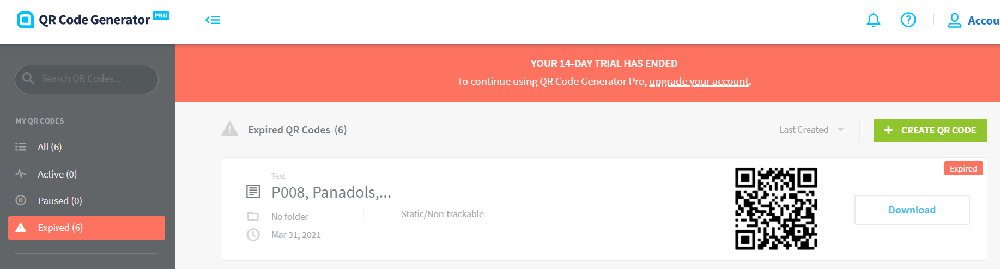 QR Code Generator PRO
Accou
YOUR 14-DAY TRIAL HAS ENDED
To continue using QR Code Generator Pro, upgrade your account.
Search QR Codes...
MY QR CODES
All (6)
Active (0)
Paused (0)
Expired (6)
Expired QR Codes (6)
Last Created
+ CREATE QR CODE
Expired
Text
P008, Panadols,...
No folder
Static/Non-trackable
Mar 31, 2021
Download